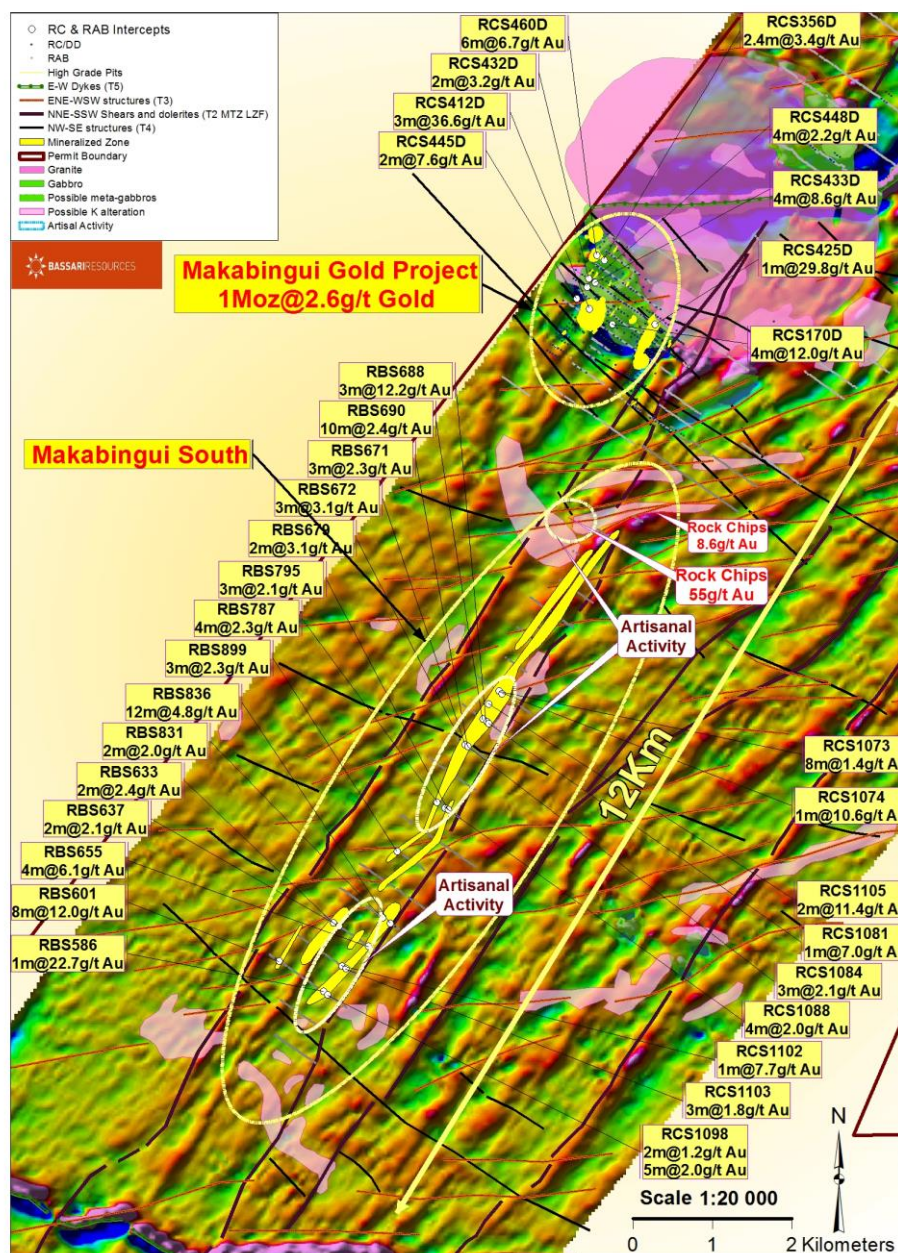 RC & RAB Intercepts
RC/DD
RAB
High Grade Pits
E-W Dykes (T5)
ENE-WSW structures (T3)
NNE-SSW Shears and dolerites (T2 MTZ LZF)
NW-SE structures (T4)
Mineralized Zone
Permit Boundary
Granite
Gabbro
Possible meta-gabbros
Possible K alteration
Artisal Activity
BASSARIRESOURCES
RCS460D
6m@6.7g/t Au
RCS432D
2m@3.2g/t Au
RCS412D
3m@36.6g/t Au
RCS445D
2m@7.6g/t Au
RCS356D
2.4m@3.4g/t Au
RCS448D
4m@2.2g/t Au
RCS433D
4m@8.6g/t Au
RCS425D
1m@29.8g/t Au
RCS170D
4m@12.0g/t Au
Makabingui Gold Project
1Moz@2.6g/t Gold
RBS688
3m@12.2g/t Au
RBS690
10m@2.4g/t Au
RBS671
3m@2.3g/t Au
RBS672
3m@3.1g/t Au
RBS679
2m@3.1g/t Au
RBS795
3m@2.1g/t Au
RBS787
4m@2.3g/t Au
RBS899
3m@2.3g/t Au
RBS836
12m@4.8g/t Au
RBS831
2m@2.0g/t Au
RBS633
2m@2.4g/t Au
RBS637
2m@2.1g/t Au
RBS655
4m@6.1g/t Au
RBS601
8m@12.0g/t Au
RBS586
1m@22.7g/t Au
Makabingui South
Rock Chips
8.6g/t Au
Rock Chips
55g/t Au
Artisanal
Activity
12Km
Artisanal
Activity
RCS1073
8m@1.4g/t Au
RCS1074
1m@10.6g/t Au
RCS1105
2m@11.4g/t A
RCS1081
1m@7.0g/t Au
RCS1084
3m@2.1g/t Au
RCS1088
4m@2.0g/t Au
RCS1102
1m@7.7g/t Au
RCS1103
3m@1.8g/t Au
RCS1098
2m@1.2g/t Au
5m@2.0g/t Au
N
Scale 1:20 000
0 1 2 Kilometers